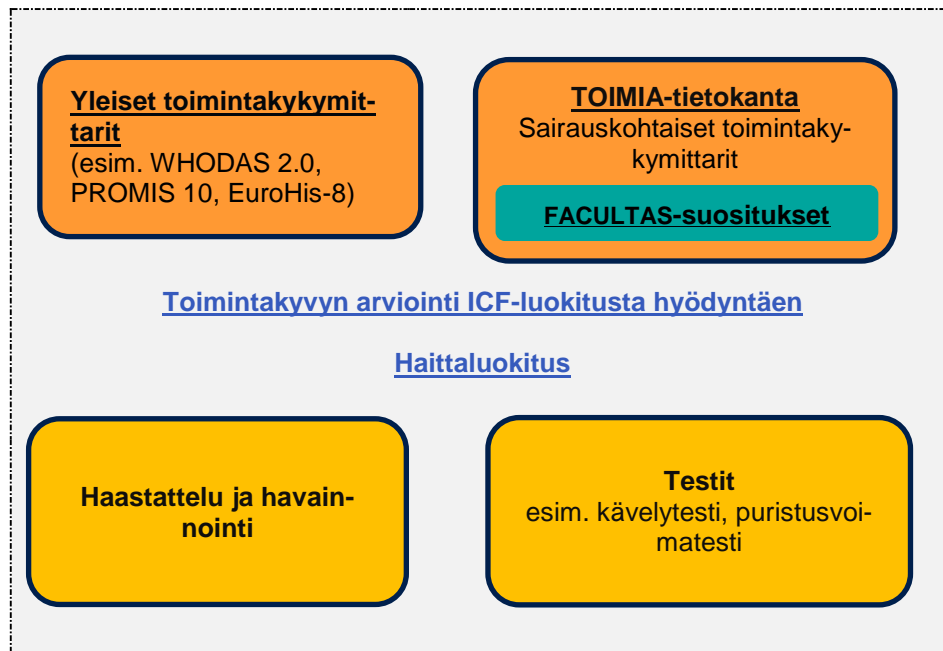 Yleiset toimintakykymit-
tarit
(esim. WHODAS 2.0,
PROMIS 10, EuroHis-8)
TOIMIA-tietokanta
Sairauskohtaiset toimintaky-
kymittarit
FACULTAS-suositukset
Toimintakyvyn arviointi ICF-luokitusta hyödyntäen
Haittaluokitus
Haastattelu ja havain-
nointi
Testit
esim. kävelytesti, puristusvoi-
matesti